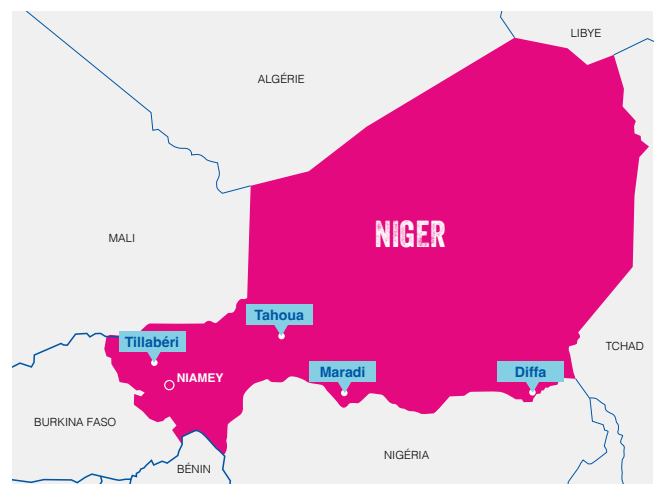 LIBYE
ALGÉRIE
NIGER
MALI
Tahoua
Tillabéri
TCHAD
Maradi
Diffa
NIAMEY
BURKINA FASO
NIGÉRIA
BÉNIN